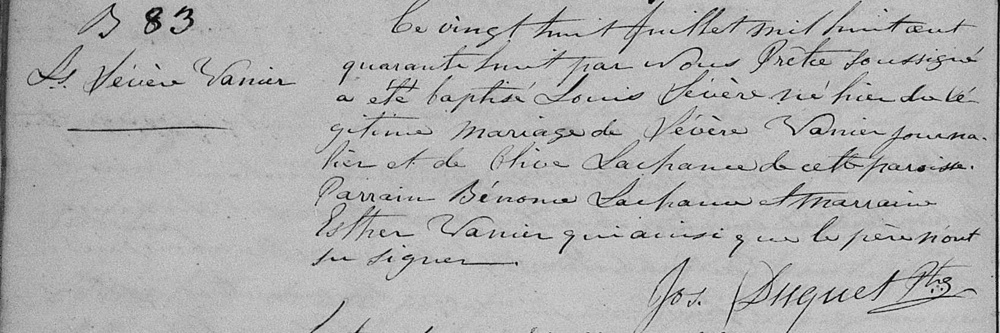 B 83
Ls. Sévère Vanier
Ce vingt huit Juillet mil huit cent
quarante huit par Nous Prêtre soussigné
a été baptisé Louis Sévère né hier du lé-
gitime mariage de Sévère Vanier journa-
lier et de Olive Lachance de cette paroisse.
Parrain Bénome Lachance et marraine
Esther Vanier qui ainsi que le père n'ont
su signer.
Jos. Duguet Ptre